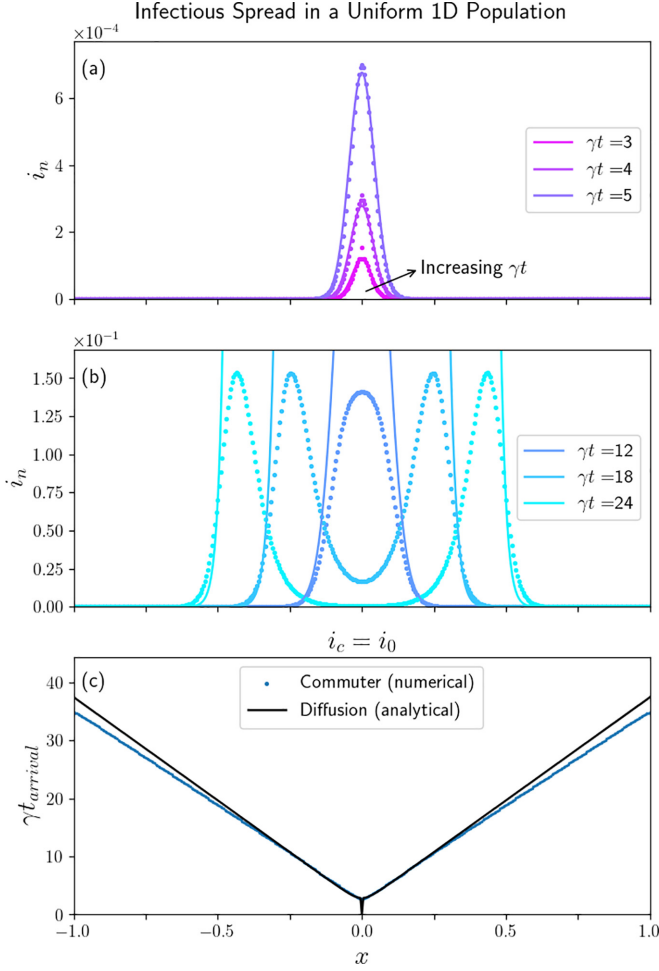 Infectious Spread in a Uniform 1D Population
×10⁻⁴
(a)
6
4
2
0
iₙ
γt =3
γt =4
γt =5
Increasing γt
×10⁻¹
(b)
1.50
1.25
1.00
0.75
0.50
0.25
0.00
iₙ
γt =12
γt =18
γt =24
i_c = i_0
(c)
40
30
20
10
0
γt_arrival
Commuter (numerical)
Diffusion (analytical)
−1.0 −0.5 0.0 0.5 1.0
x